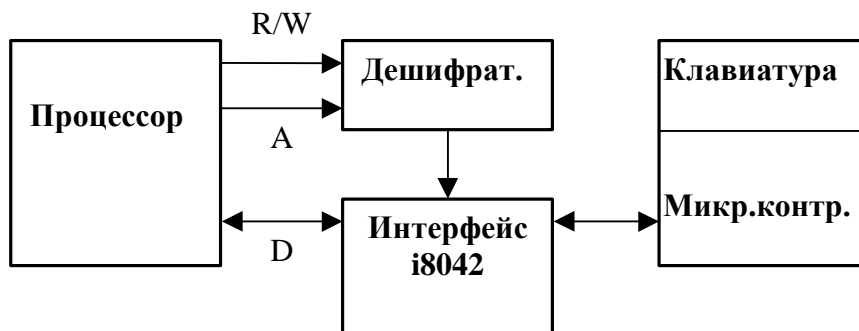 R/W
Процессор
A
D
Дешифрат.
Интерфейс
i8042
Клавиатура
Микр.контр.